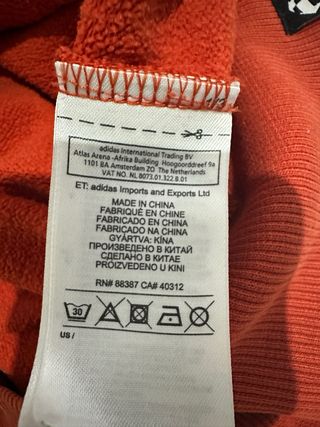 adidas International Trading BV
Atlas Arena -Afrika Building Hoogoorddreef 9a
1101 BA Amsterdam ZO The Netherlands
VAT NO. NL 8073.01.322.B.01
ET: adidas Imports and Exports Ltd
MADE IN CHINA
FABRIQUÉ EN CHINE
FABRICADO EN CHINA
FABRICADO NA CHINA
GYÁRTVA: KÍNA
ПРОИЗВЕДЕНО В КИТАЙ
СДЕЛАНО В КИТАЕ
PROIZVEDENO U KINI
RN# 88387 CA# 40312
30
US /